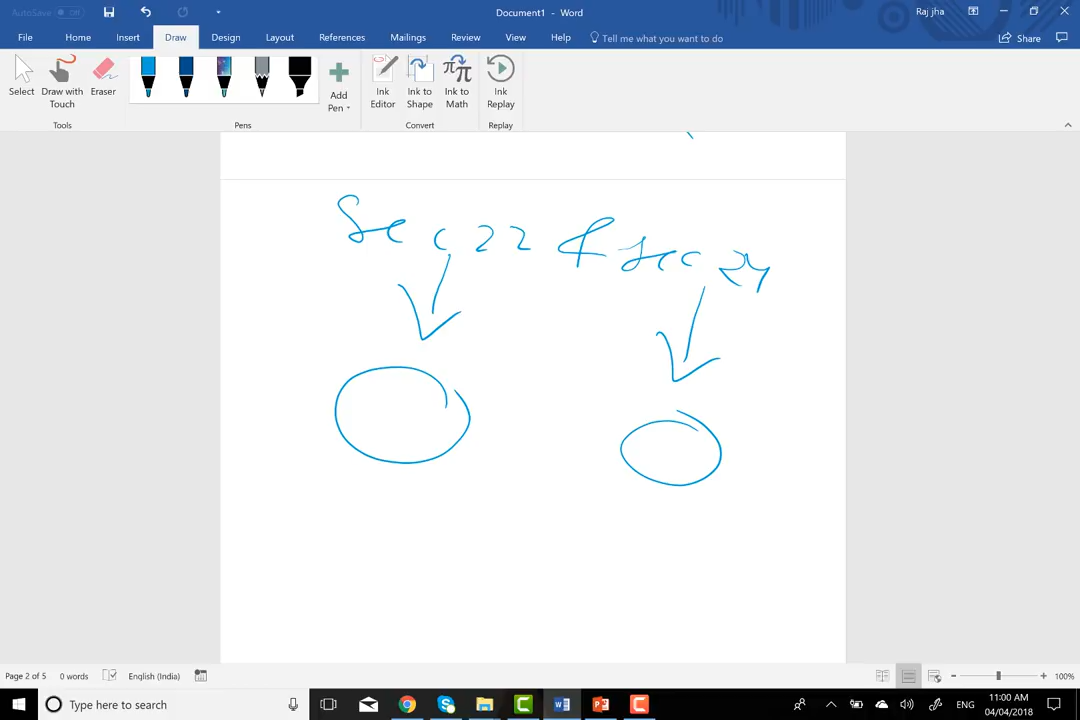 AutoSave Off
Document1 - Word
Raj jha
File Home Insert Draw Design Layout References Mailings Review View Help Tell me what you want to do
Share
Select
Draw with Touch
Eraser
Add Pen
Ink Editor
Ink to Shape
Ink to Math
Ink Replay
Tools
Pens
Convert
Replay
Sec 22 & sec 24
Page 2 of 5
0 words
English (India)
100%
Type here to search
ENG
11:00 AM
04/04/2018